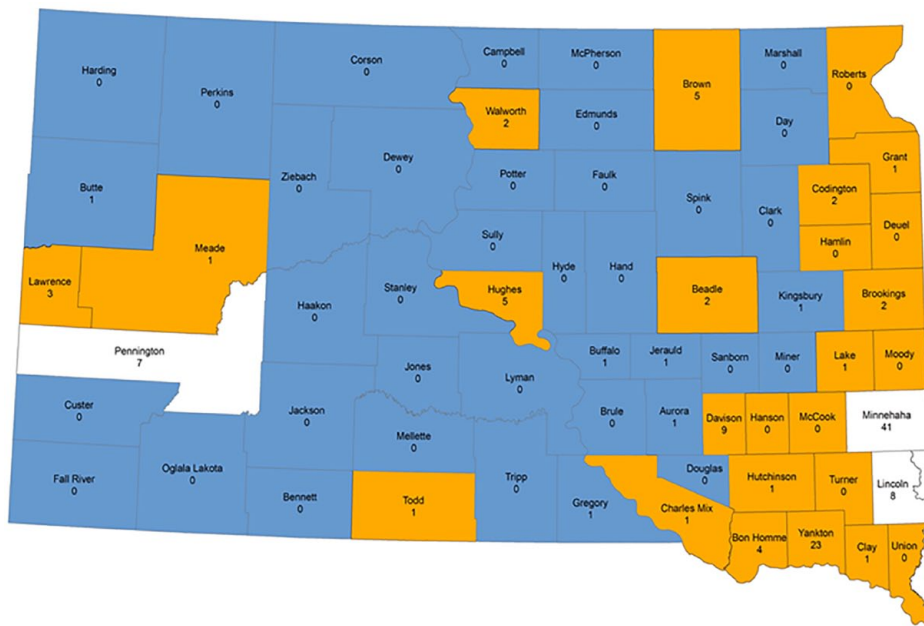 Harding
0
Perkins
0
Corson
0
Campbell
0
McPherson
0
Brown
5
Marshall
0
Roberts
0
Walworth
2
Edmunds
0
Day
0
Butte
1
Ziebach
0
Dewey
0
Potter
0
Faulk
0
Spink
0
Clark
0
Codington
2
Grant
1
Meade
1
Sully
0
Hamlin
0
Deuel
0
Lawrence
3
Haakon
0
Stanley
0
Hughes
5
Hyde
0
Hand
0
Beadle
2
Kingsbury
1
Brookings
2
Pennington
7
Jones
0
Lyman
0
Buffalo
1
Jerauld
1
Sanborn
0
Miner
0
Lake
1
Moody
0
Custer
0
Jackson
0
Mellette
0
Brule
0
Aurora
1
Davison
9
Hanson
0
McCook
0
Minnehaha
41
Fall River
0
Oglala Lakota
0
Bennett
0
Todd
1
Tripp
0
Gregory
1
Douglas
0
Charles Mix
1
Hutchinson
1
Turner
0
Lincoln
8
Bon Homme
4
Yankton
23
Clay
1
Union
0